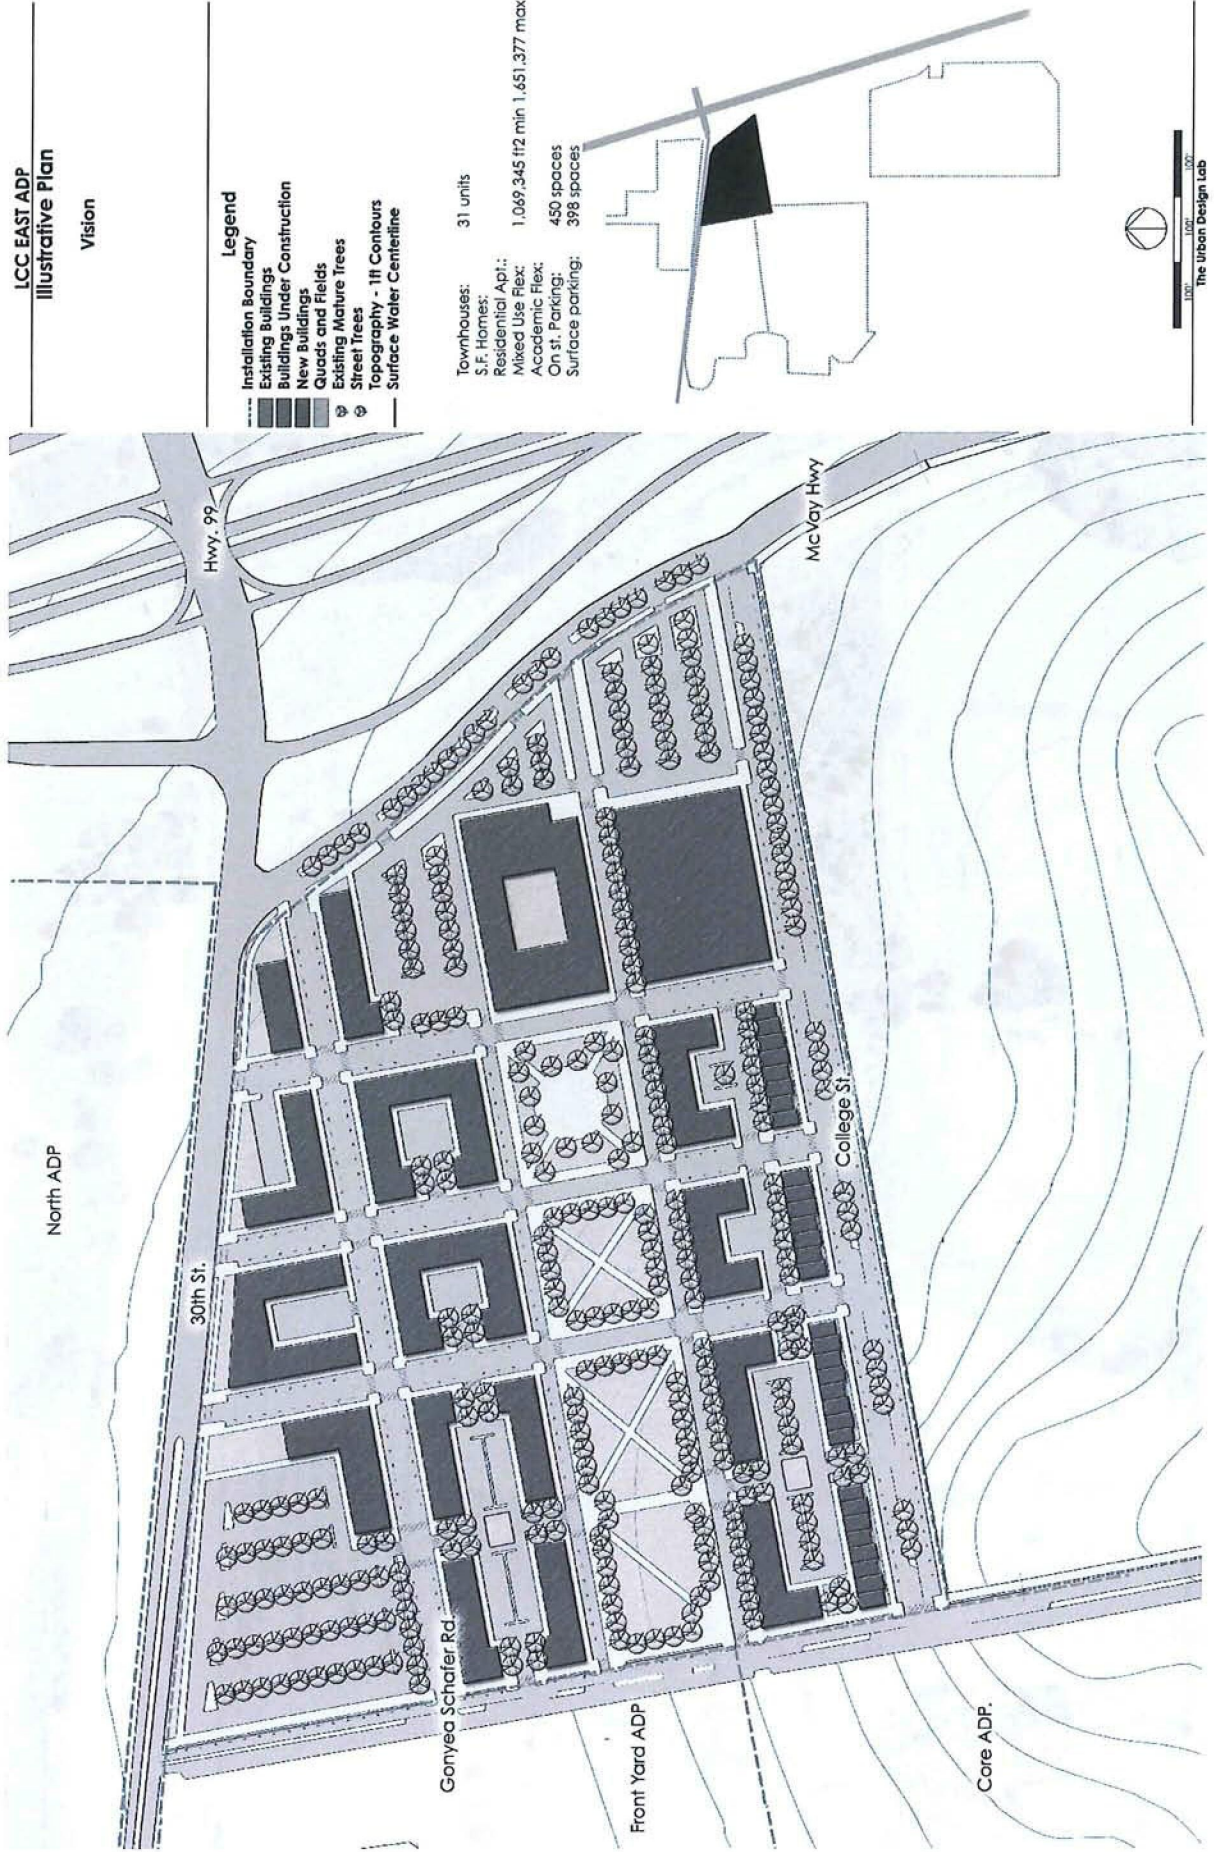 LCC EAST ADP
Illustrative Plan
Vision
Legend
Installation Boundary
Existing Buildings
Buildings Under Construction
New Buildings
Quads and Fields
Existing Mature Trees
Street Trees
Topography - 1ft Contours
Surface Water Centerline
Townhouses: 31 units
S.F. Homes:
Residential Apt.:
Mixed Use Flex: 1,069,345 ft2 min 1,651,377 max
Academic Flex:
On st. Parking: 450 spaces
Surface parking: 398 spaces
100' 100' 100'
The Urban Design Lab
North ADP
30th St.
Hwy. 99
McVay Hwy
College St.
Gonyea Schafer Rd.
Front Yard ADP
Core ADP.